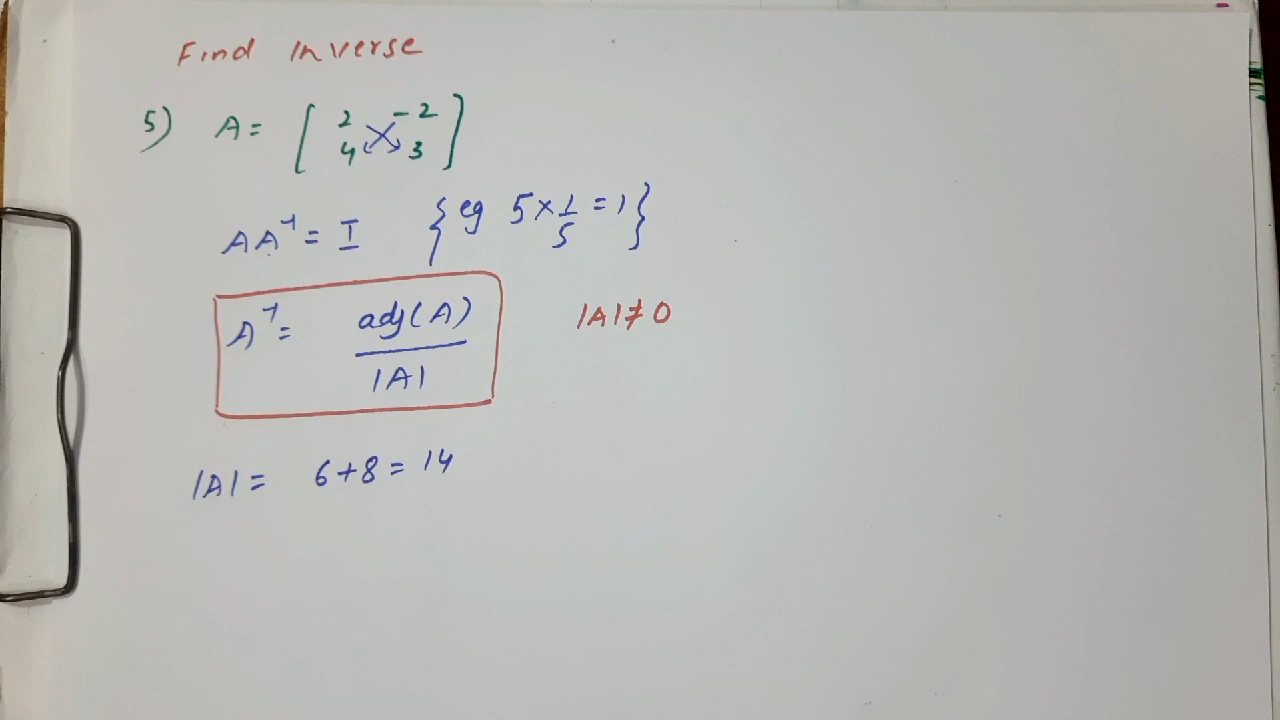 Find Inverse
5) A = [ 2 -2
4 3 ]
AA⁻¹ = I { eg 5 × 1/5 = 1 }
A⁻¹ = adj(A) / |A| |A| ≠ 0
|A| = 6 + 8 = 14